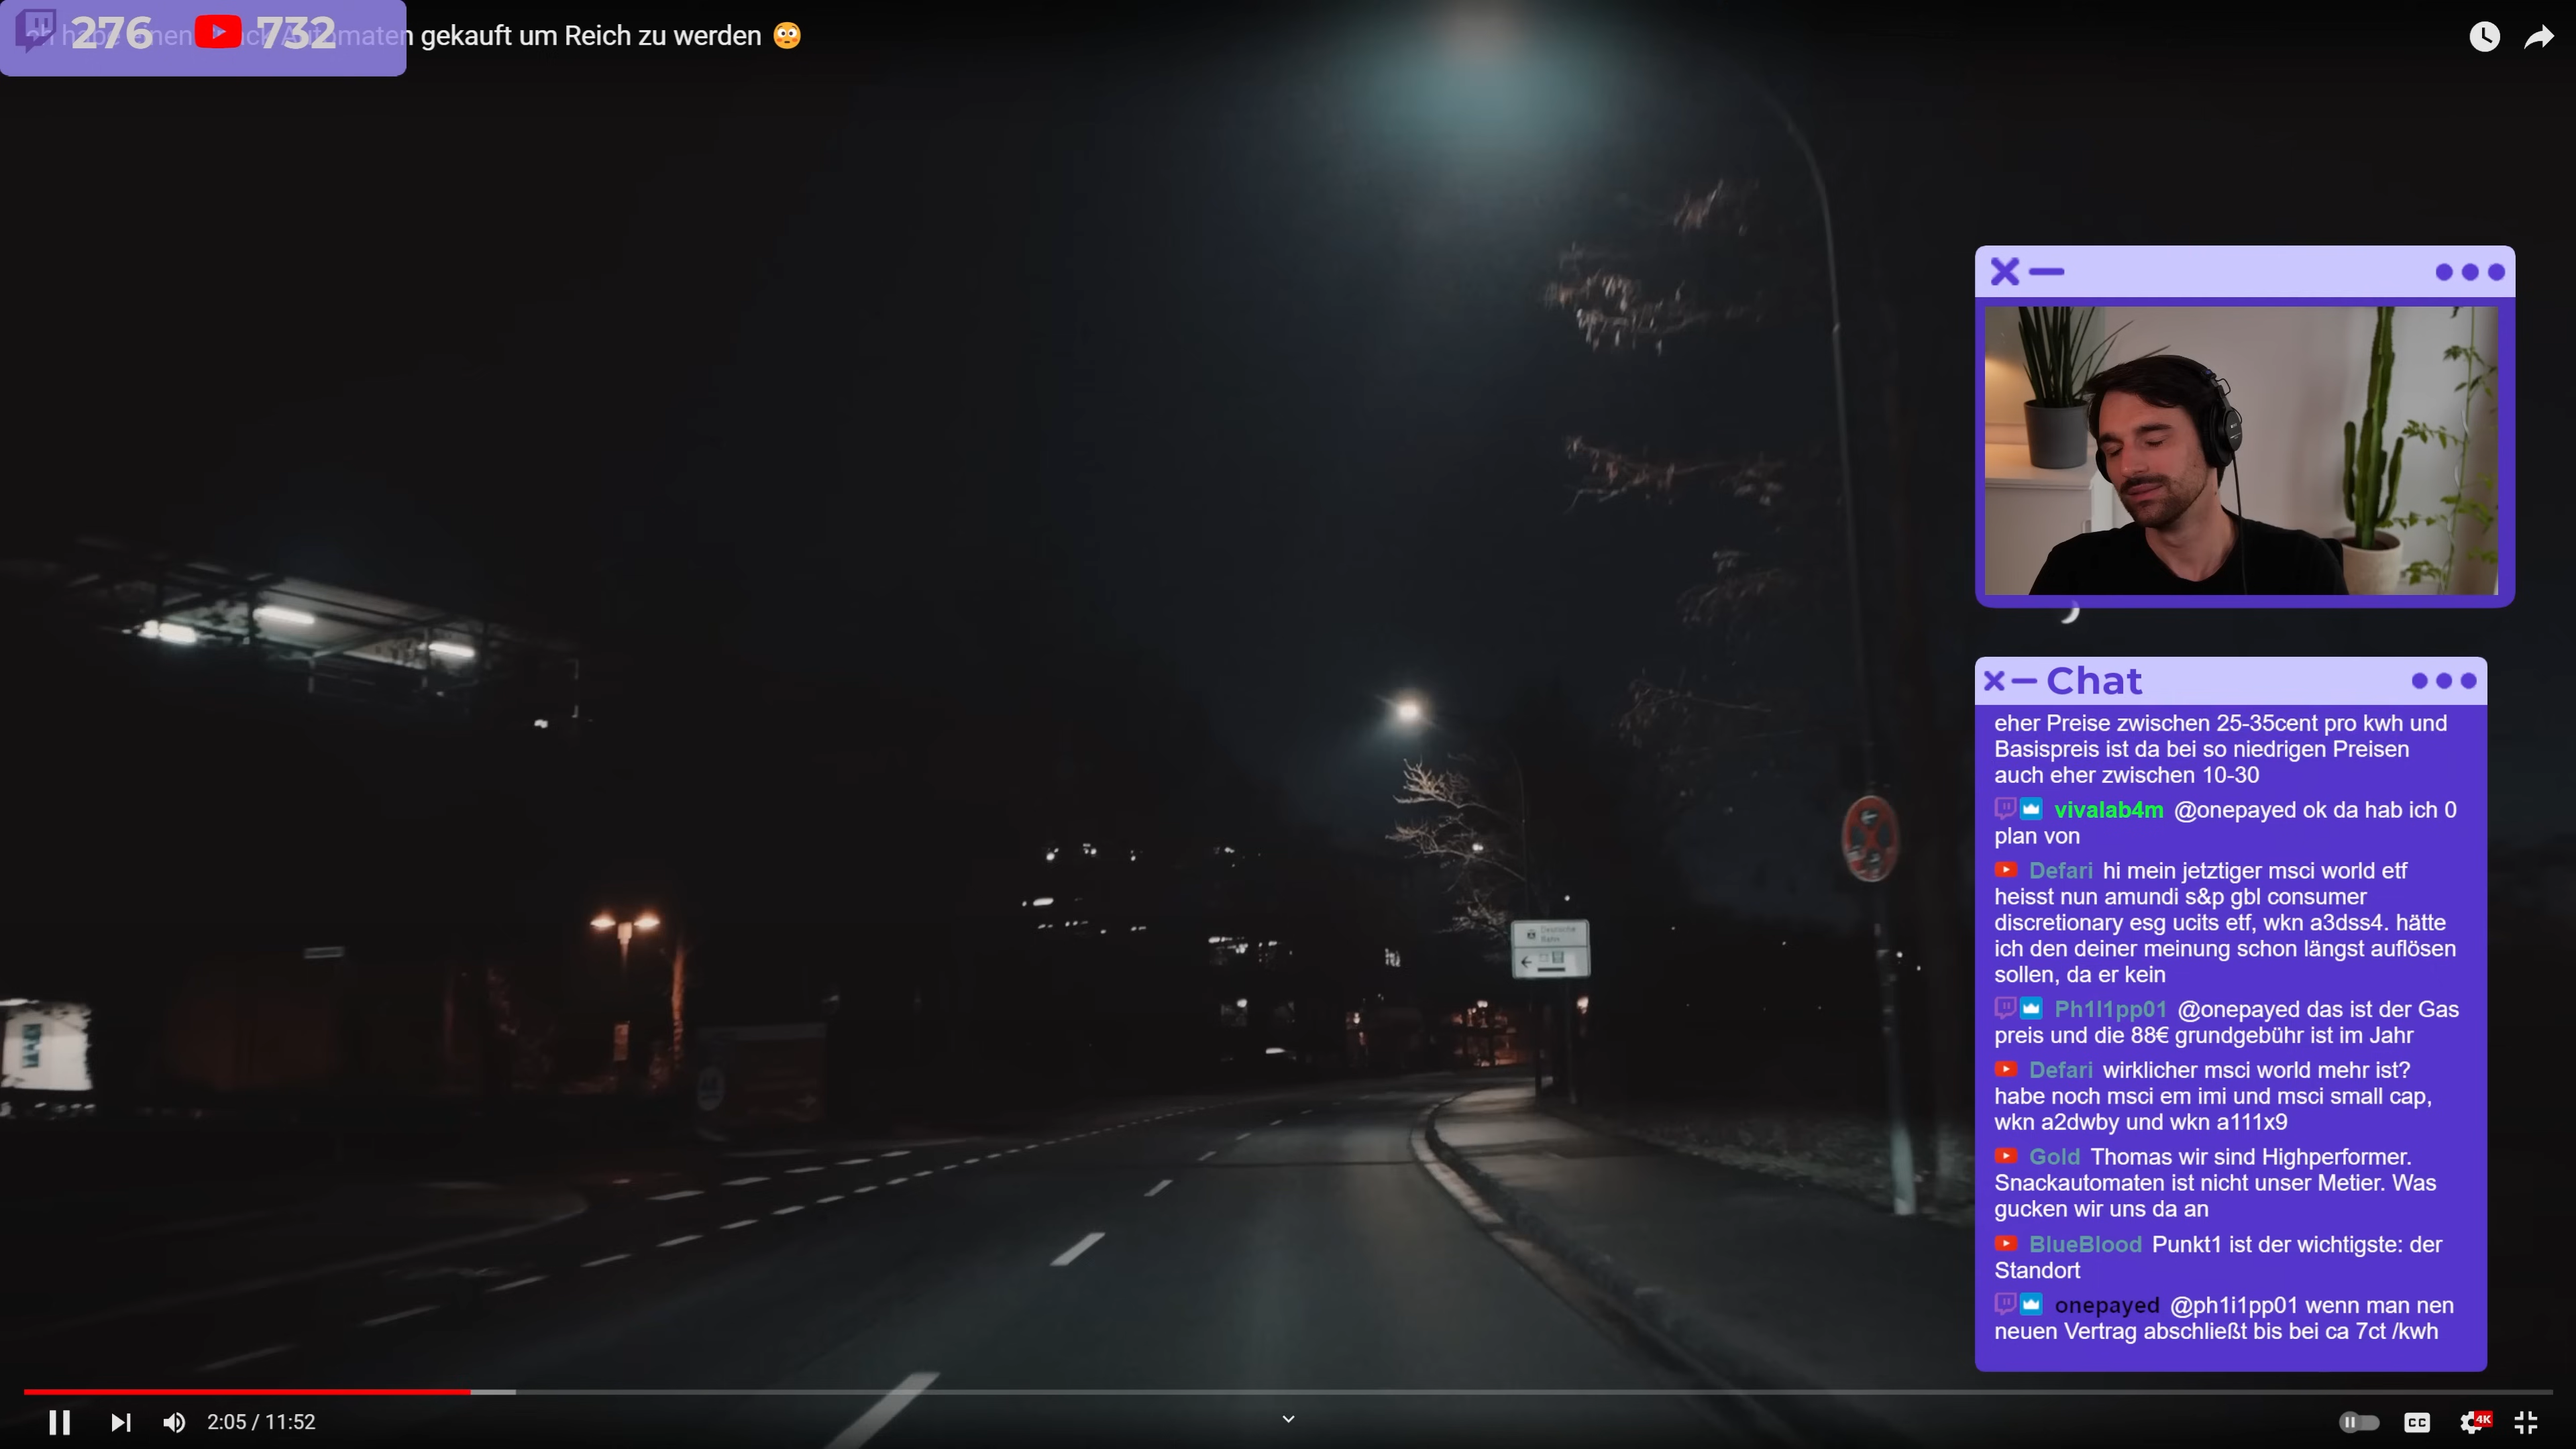 276 732
gekauft um Reich zu werden 😳
Chat
eher Preise zwischen 25-35cent pro kwh und
Basispreis ist da bei so niedrigen Preisen
auch eher zwischen 10-30
vivalab4m @onepayed ok da hab ich 0
plan von
Defari hi mein jetztiger msci world etf
heisst nun amundi s&p gbl consumer
discretionary esg ucits etf, wkn a3dss4. hätte
ich den deiner meinung schon längst auflösen
sollen, da er kein
Ph1l1pp01 @onepayed das ist der Gas
preis und die 88€ grundgebühr ist im Jahr
Defari wirklicher msci world mehr ist?
habe noch msci em imi und msci small cap,
wkn a2dwby und wkn a111x9
Gold Thomas wir sind Highperformer.
Snackautomaten ist nicht unser Metier. Was
gucken wir uns da an
BlueBlood Punkt1 ist der wichtigste: der
Standort
onepayed @ph1i1pp01 wenn man nen
neuen Vertrag abschließt bis bei ca 7ct /kwh
2:05 / 11:52
CC
4K